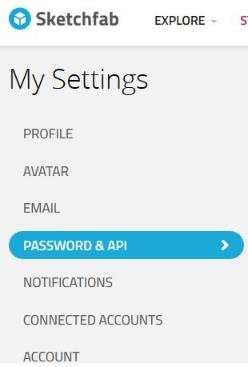 Sketchfab EXPLORE
My Settings
PROFILE
AVATAR
EMAIL
PASSWORD & API
NOTIFICATIONS
CONNECTED ACCOUNTS
ACCOUNT